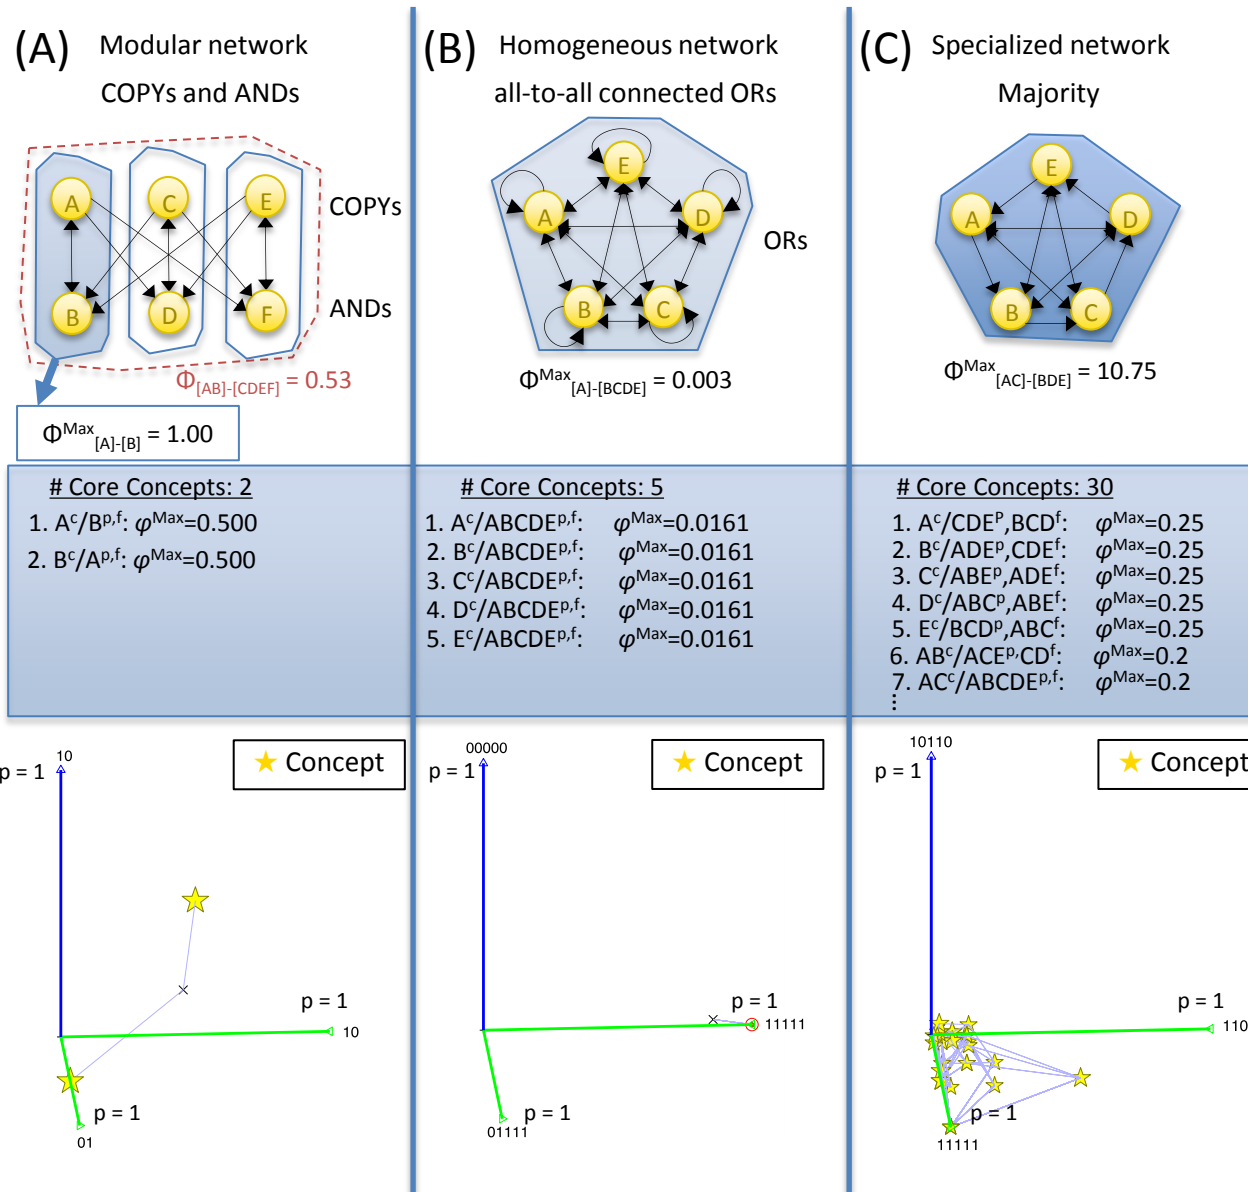 (A) Modular network
COPYs and ANDs
A C E
COPYs
B D F
ANDs
Φ[AB]-[CDEF] = 0.53
ΦMax[A]-[B] = 1.00
# Core Concepts: 2
1. Ac/Bp,f: φMax=0.500
2. Bc/Ap,f: φMax=0.500
10
p = 1
★ Concept
p = 1
10
p = 1
01
(B) Homogeneous network
all-to-all connected ORs
E
A D
ORs
B C
ΦMax[A]-[BCDE] = 0.003
# Core Concepts: 5
1. Ac/ABCDEp,f: φMax=0.0161
2. Bc/ABCDEp,f: φMax=0.0161
3. Cc/ABCDEp,f: φMax=0.0161
4. Dc/ABCDEp,f: φMax=0.0161
5. Ec/ABCDEp,f: φMax=0.0161
00000
p = 1
★ Concept
p = 1
11111
p = 1
01111
(C) Specialized network
Majority
E
A D
B C
ΦMax[AC]-[BDE] = 10.75
# Core Concepts: 30
1. Ac/CDEP,BCDf: φMax=0.25
2. Bc/ADEp,CDEf: φMax=0.25
3. Cc/ABEp,ADEf: φMax=0.25
4. Dc/ABCp,ABEf: φMax=0.25
5. Ec/BCDp,ABCf: φMax=0.25
6. ABc/ACEp,CDf: φMax=0.2
7. ACc/ABCDEp,f: φMax=0.2
⋮
10110
p = 1
★ Concept
110
p = 1
11111